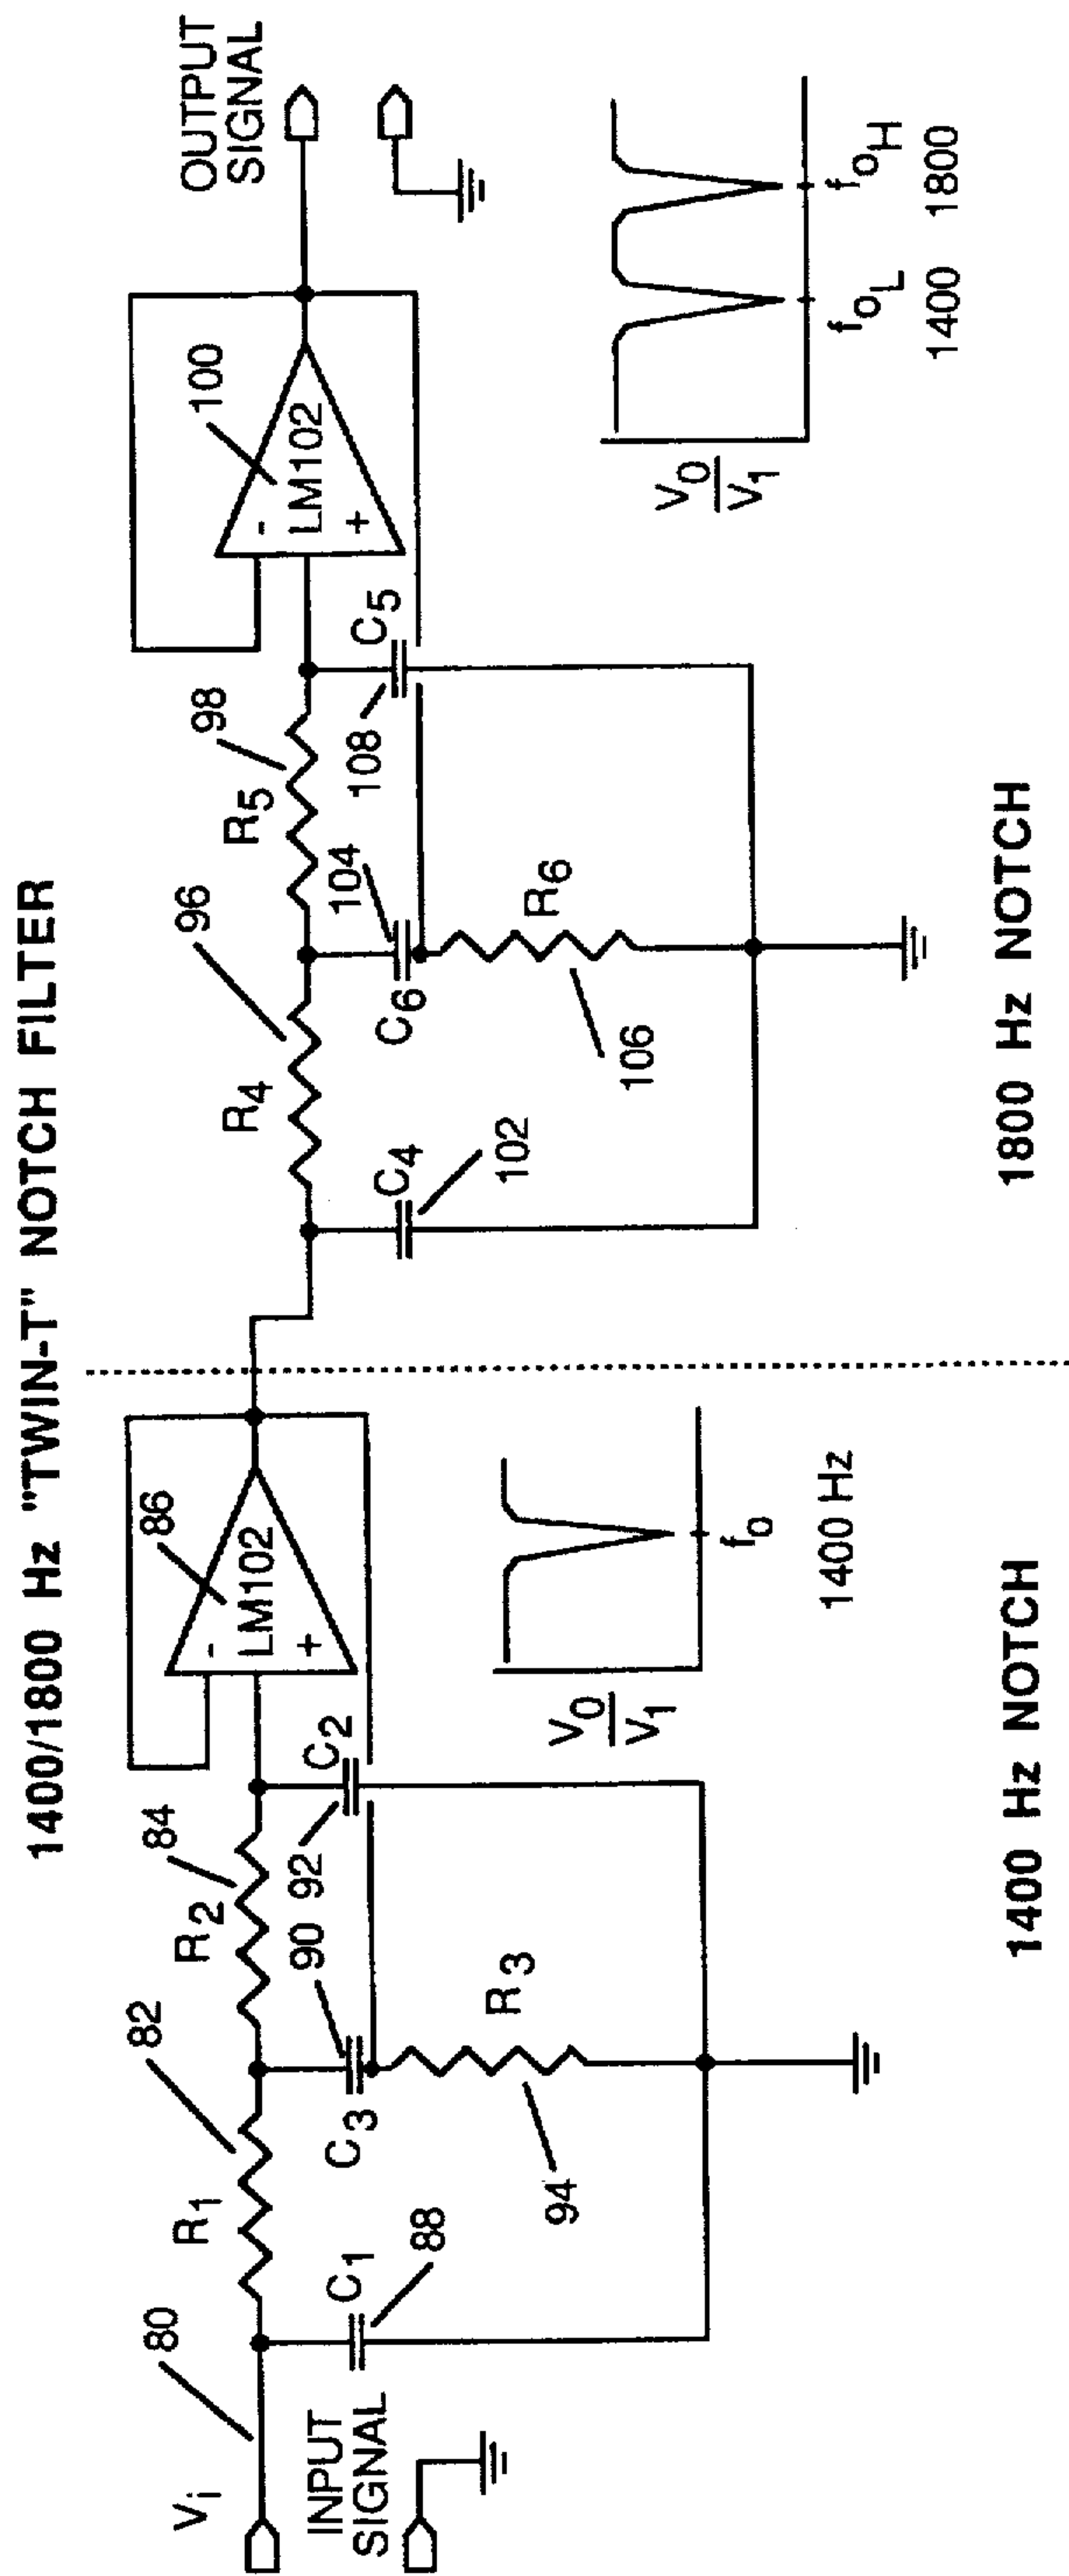 1400/1800 Hz "TWIN-T" NOTCH FILTER
Vi
80
INPUT
SIGNAL
R1
82
C1
88
R2
84
C3
90
92
C2
R3
94
86
-
LM102
+
V0
V1
f0
1400 Hz
1400 Hz NOTCH
R4
96
C4
102
R5
98
C6
104
108
C5
R6
106
100
-
LM102
+
OUTPUT
SIGNAL
V0
V1
foL
foH
1400
1800
1800 Hz NOTCH